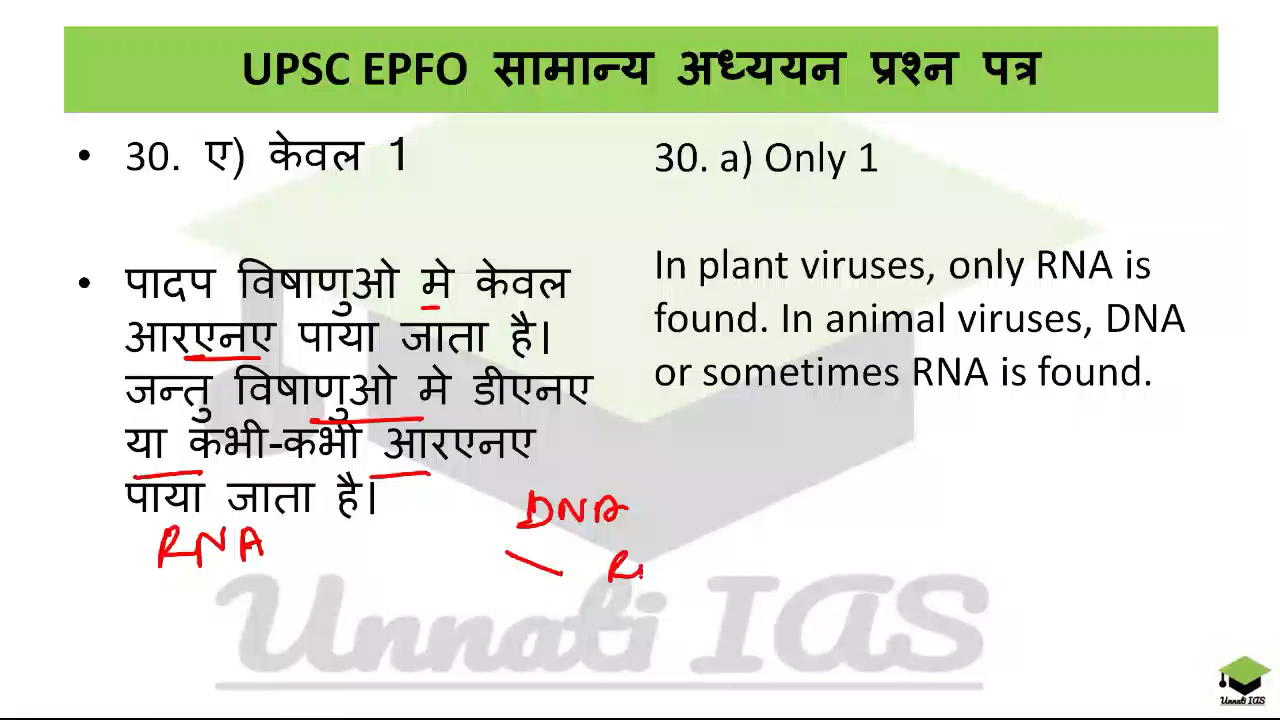 UPSC EPFO सामान्य अध्ययन प्रश्न पत्र
• 30. ए) केवल 1
• पादप विषाणुओ मे केवल
आरएनए पाया जाता है।
जन्तु विषाणुओ मे डीएनए
या कभी-कभी आरएनए
पाया जाता है।
RNA
DNA
30. a) Only 1
In plant viruses, only RNA is
found. In animal viruses, DNA
or sometimes RNA is found.
Unnati IAS
Unnati IAS